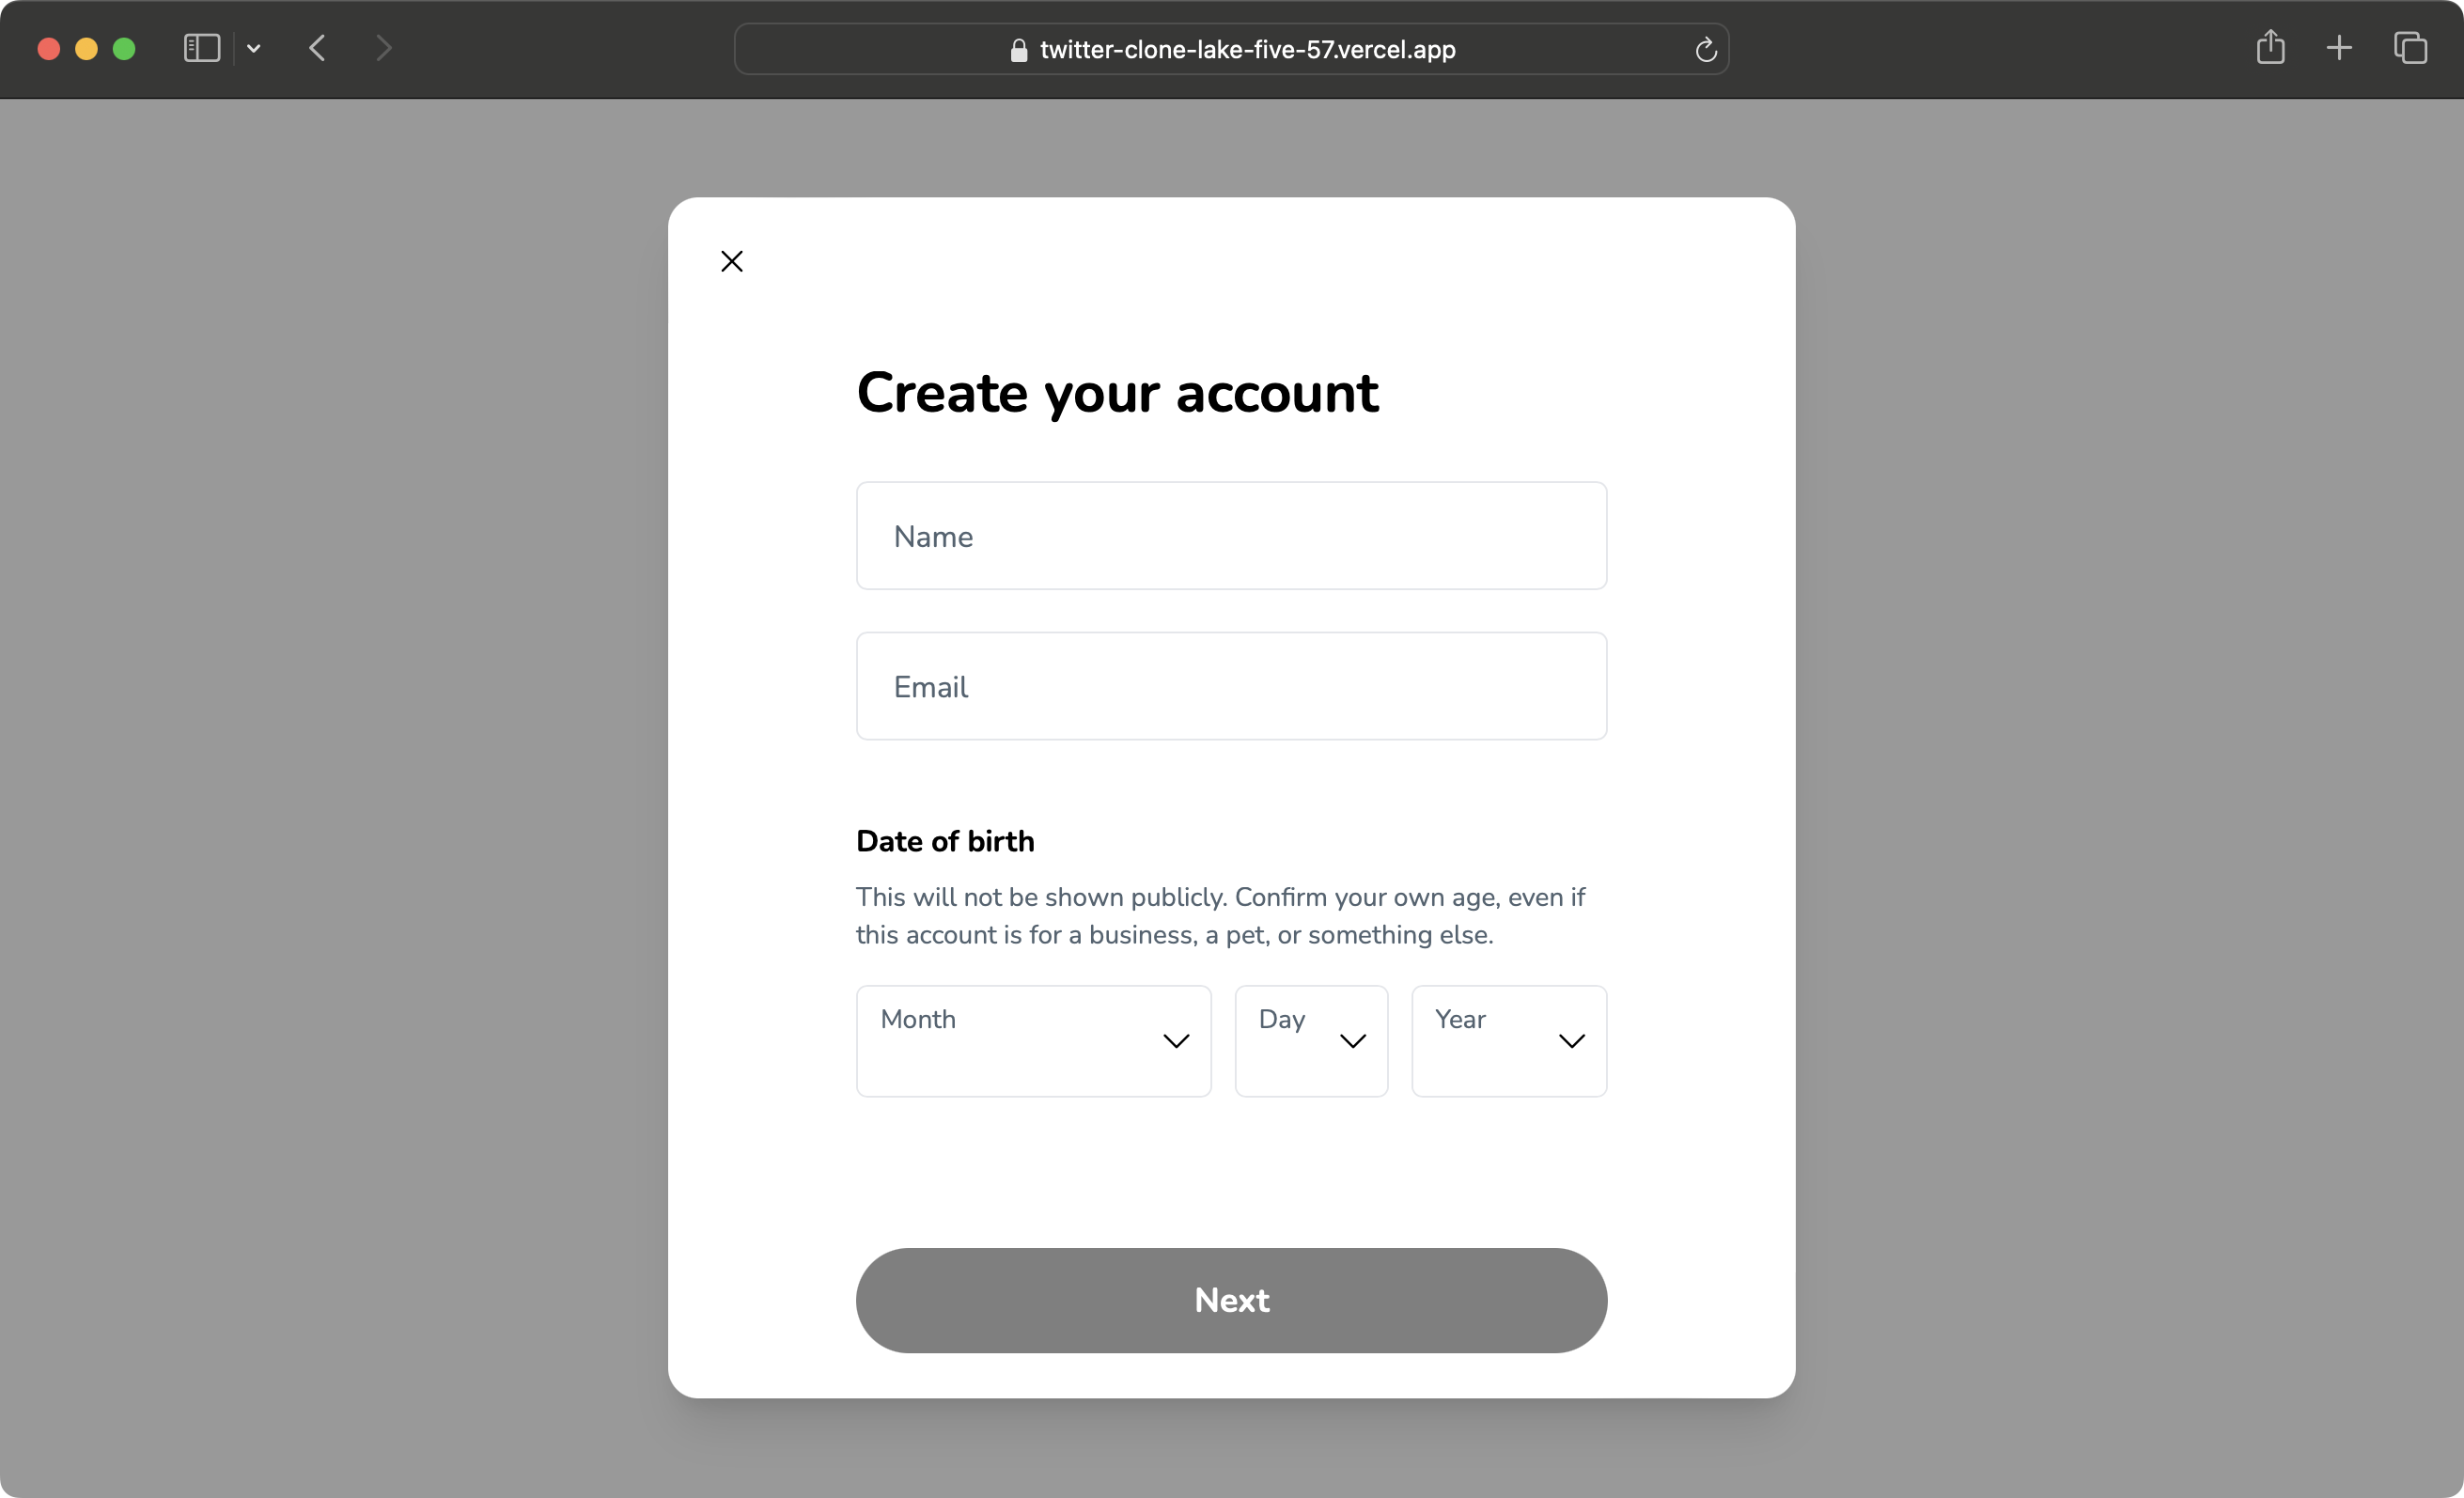 twitter-clone-lake-five-57.vercel.app
Create your account
Name
Email
Date of birth
This will not be shown publicly. Confirm your own age, even if
this account is for a business, a pet, or something else.
Month Day Year
Next